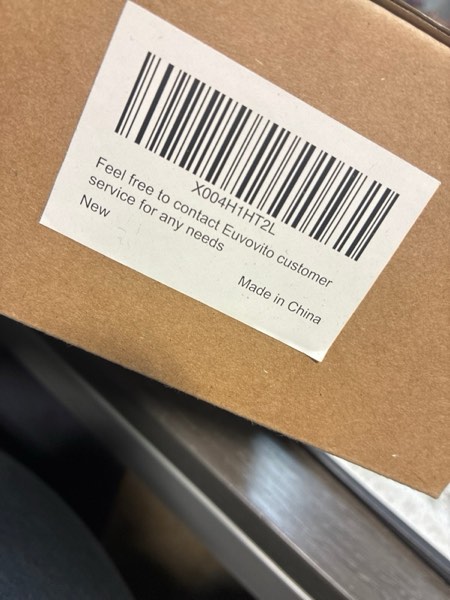 X004H1HT2L
Feel free to contact Euvovito customer
service for any needs
New
Made in China